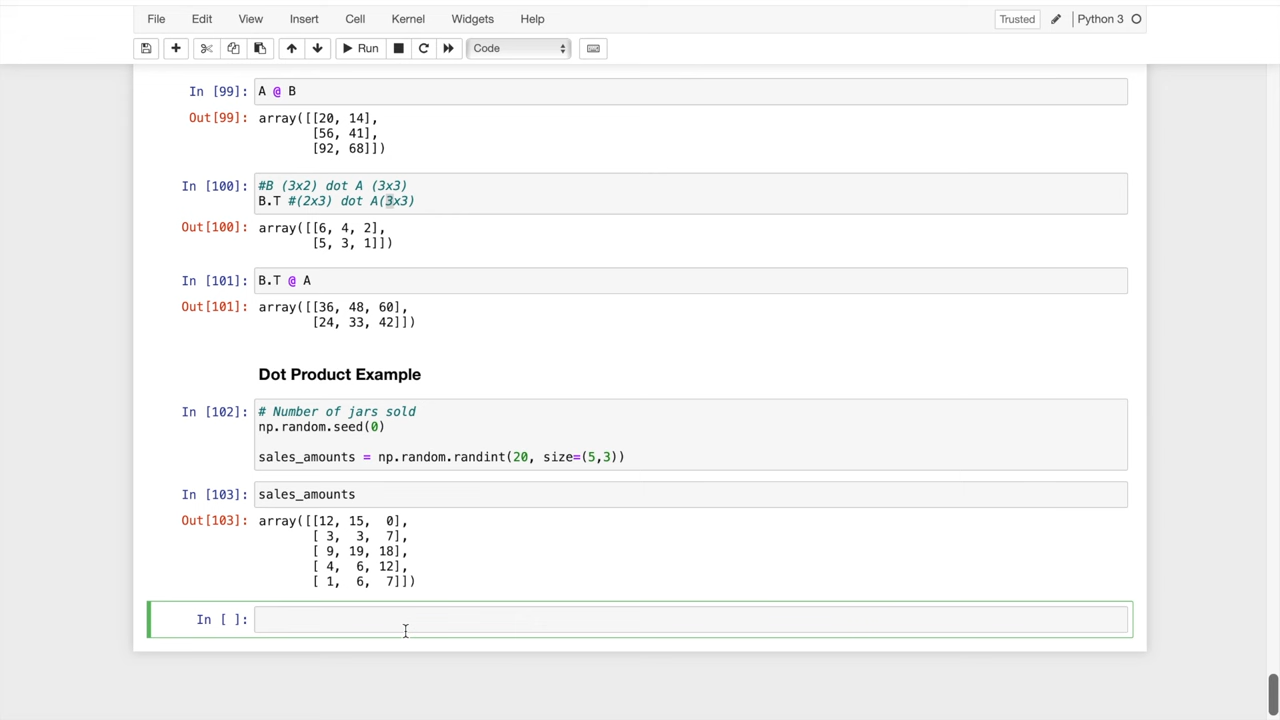 File Edit View Insert Cell Kernel Widgets Help Trusted Python 3
Run Code
In [99]: A @ B
Out[99]: array([[20, 14],
[56, 41],
[92, 68]])
In [100]: #B (3x2) dot A (3x3)
B.T #(2x3) dot A(3x3)
Out[100]: array([[6, 4, 2],
[5, 3, 1]])
In [101]: B.T @ A
Out[101]: array([[36, 48, 60],
[24, 33, 42]])
Dot Product Example
In [102]: # Number of jars sold
np.random.seed(0)
sales_amounts = np.random.randint(20, size=(5,3))
In [103]: sales_amounts
Out[103]: array([[12, 15,  0],
[ 3,  3,  7],
[ 9, 19, 18],
[ 4,  6, 12],
[ 1,  6,  7]])
In [ ]: